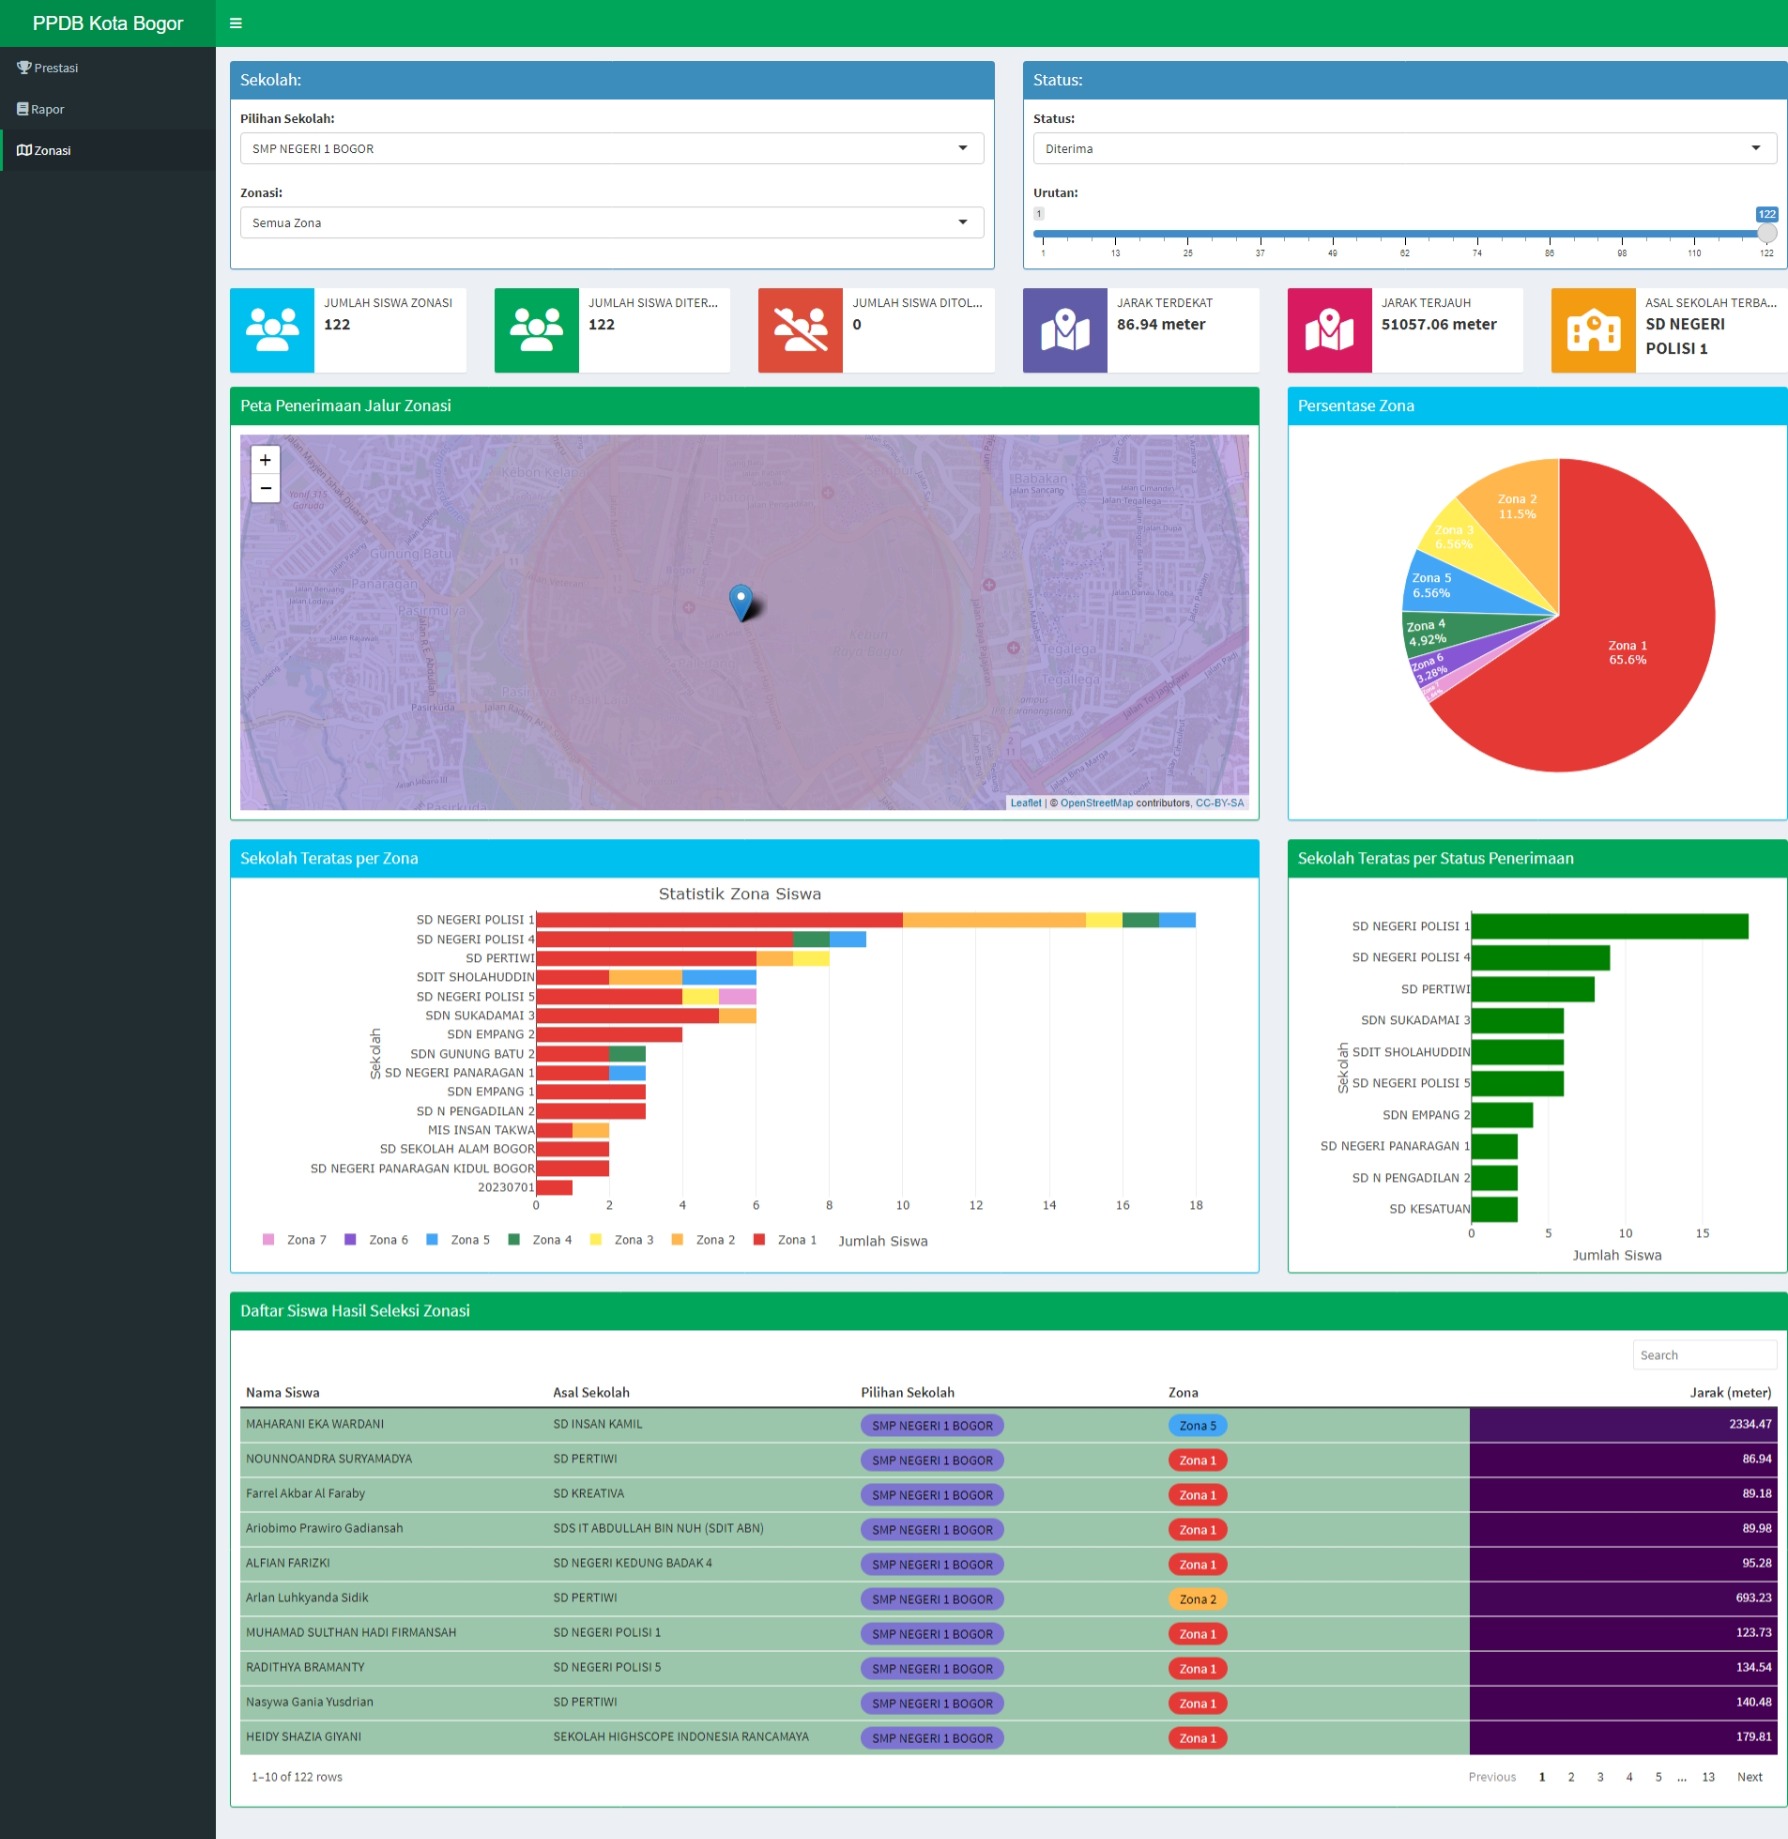 PPDB Kota Bogor
Prestasi
Rapor
Zonasi
Sekolah:
Pilihan Sekolah:
SMP NEGERI 1 BOGOR
Zonasi:
Semua Zona
Status:
Status:
Diterima
Urutan:
1
122
1 13 25 37 49 62 74 86 98 110 122
JUMLAH SISWA ZONASI
122
JUMLAH SISWA DITER...
122
JUMLAH SISWA DITOL...
0
JARAK TERDEKAT
86.94 meter
JARAK TERJAUH
51057.06 meter
ASAL SEKOLAH TERBA...
SD NEGERI
POLISI 1
Peta Penerimaan Jalur Zonasi
+
−
Kebon Kelap
Babakan
Jalan Sancang
Gunung Batu
Panaragan
Pasirmulya
Tegallega
Tegallega
Pasirkuda
Pasirkuda
Leaflet | © OpenStreetMap contributors, CC-BY-SA
Persentase Zona
Zona 2
11.5%
Zona 3
6.56%
Zona 5
6.56%
Zona 4
4.92%
Zona 6
3.28%
Zona 1
65.6%
Sekolah Teratas per Zona
Statistik Zona Siswa
SD NEGERI POLISI 1
SD NEGERI POLISI 4
SD PERTIWI
SDIT SHOLAHUDDIN
SD NEGERI POLISI 5
SDN SUKADAMAI 3
SDN EMPANG 2
SDN GUNUNG BATU 2
SD NEGERI PANARAGAN 1
SDN EMPANG 1
SD N PENGADILAN 2
MIS INSAN TAKWA
SD SEKOLAH ALAM BOGOR
SD NEGERI PANARAGAN KIDUL BOGOR
20230701
Sekolah
0 2 4 6 8 10 12 14 16 18
Zona 7 Zona 6 Zona 5 Zona 4 Zona 3 Zona 2 Zona 1 Jumlah Siswa
Sekolah Teratas per Status Penerimaan
SD NEGERI POLISI 1
SD NEGERI POLISI 4
SD PERTIWI
SDN SUKADAMAI 3
SDIT SHOLAHUDDIN
SD NEGERI POLISI 5
SDN EMPANG 2
SD NEGERI PANARAGAN 1
SD N PENGADILAN 2
SD KESATUAN
Sekolah
0 5 10 15
Jumlah Siswa
Daftar Siswa Hasil Seleksi Zonasi
Search
Nama Siswa Asal Sekolah Pilihan Sekolah Zona Jarak (meter)
MAHARANI EKA WARDANI SD INSAN KAMIL SMP NEGERI 1 BOGOR Zona 5 2334.47
NOUNNOANDRA SURYAMADYA SD PERTIWI SMP NEGERI 1 BOGOR Zona 1 86.94
Farrel Akbar Al Faraby SD KREATIVA SMP NEGERI 1 BOGOR Zona 1 89.18
Ariobimo Prawiro Gadiansah SDS IT ABDULLAH BIN NUH (SDIT ABN) SMP NEGERI 1 BOGOR Zona 1 89.98
ALFIAN FARIZKI SD NEGERI KEDUNG BADAK 4 SMP NEGERI 1 BOGOR Zona 1 95.28
Arlan Luhkyanda Sidik SD PERTIWI SMP NEGERI 1 BOGOR Zona 2 693.23
MUHAMAD SULTHAN HADI FIRMANSAH SD NEGERI POLISI 1 SMP NEGERI 1 BOGOR Zona 1 123.73
RADITHYA BRAMANTY SD NEGERI POLISI 5 SMP NEGERI 1 BOGOR Zona 1 134.54
Nasywa Gania Yusdrian SD PERTIWI SMP NEGERI 1 BOGOR Zona 1 140.48
HEIDY SHAZIA GIYANI SEKOLAH HIGHSCOPE INDONESIA RANCAMAYA SMP NEGERI 1 BOGOR Zona 1 179.81
1–10 of 122 rows
Previous 1 2 3 4 5 ... 13 Next